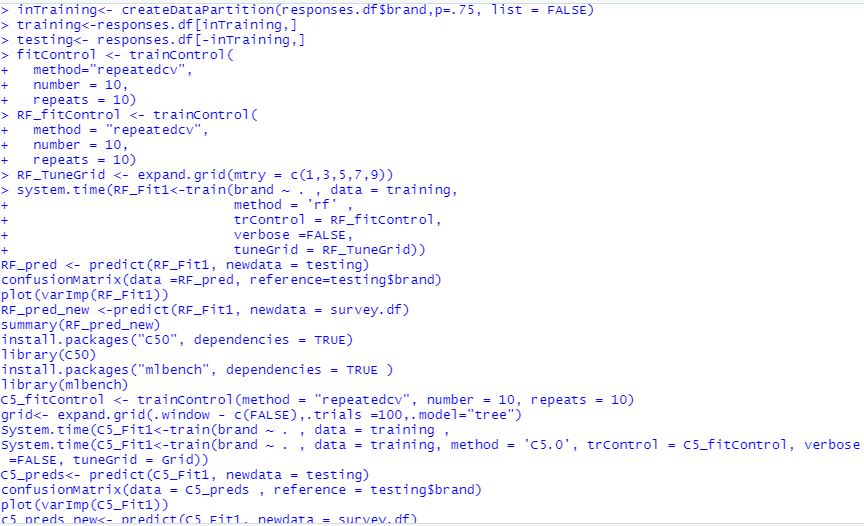 > inTraining<- createDataPartition(responses.df$brand,p=.75, list = FALSE)
> training<-responses.df[inTraining,]
> testing<- responses.df[-inTraining,]
> fitControl <- trainControl(
+   method="repeatedcv",
+   number = 10,
+   repeats = 10)
> RF_fitControl <- trainControl(
+   method = "repeatedcv",
+   number = 10,
+   repeats = 10)
> RF_TuneGrid <- expand.grid(mtry = c(1,3,5,7,9))
> system.time(RF_Fit1<-train(brand ~ . , data = training,
+                            method = 'rf' ,
+                            trControl = RF_fitControl,
+                            verbose =FALSE,
+                            tuneGrid = RF_TuneGrid))
RF_pred <- predict(RF_Fit1, newdata = testing)
confusionMatrix(data =RF_pred, reference=testing$brand)
plot(varImp(RF_Fit1))
RF_pred_new <-predict(RF_Fit1, newdata = survey.df)
summary(RF_pred_new)
install.packages("C50", dependencies = TRUE)
library(C50)
install.packages("mlbench", dependencies = TRUE )
library(mlbench)
C5_fitControl <- trainControl(method = "repeatedcv", number = 10, repeats = 10)
grid<- expand.grid(.window - c(FALSE),.trials =100,.model="tree")
System.time(C5_Fit1<-train(brand ~ . , data = training ,
System.time(C5_Fit1<-train(brand ~ . , data = training, method = 'C5.0', trControl = C5_fitControl, verbose
 =FALSE, tuneGrid = Grid))
C5_preds<- predict(C5_Fit1, newdata = testing)
confusionMatrix(data = C5_preds , reference = testing$brand)
plot(varImp(C5_Fit1))
c5_preds_new<- predict(C5_Fit1, newdata = survey.df)